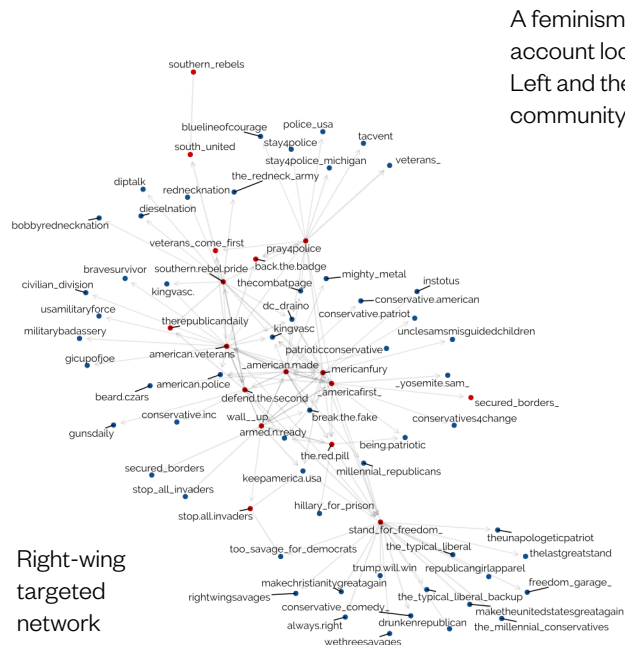 A feminism
account loc
Left and the
community
southern_rebels
bluelineofcourage
police_usa
stay4police
tacvent
south_united
stay4police_michigan
veterans_
the_redneck_army
diptalk
rednecknation
dieselnation
bobbyrednecknation
veterans_come_first
pray4police
back.the.badge
southern.rebel.pride
bravesurvivor
thecombatpage
mighty_metal
instotus
civilian_division
kingvasc.
conservative.american
dc_draino
usamilitaryforce
therepublicandaily
kingvasc
conservative.patriot
militarybadassery
american.veterans
patrioticconservative
unclesamsmisguidedchildren
gicupofjoe
_american.made
_mericanfury
american.police
_americafirst_
_yosemite.sam_
beard.czars
defend.the.second
secured_borders_
conservative.inc
wall__up
break.the.fake
conservatives4change
gunsdaily
armed.n.ready
being.patriotic
the.red.pill
secured_borders
millennial_republicans
keepamerica.usa
stop_all_invaders
hillary_for_prison
stop.all.invaders
stand_for_freedom_
theunapologeticpatriot
too_savage_for_democrats
the_typical_liberal
thelastgreatstand
trump.will.win
republicangirlapparel
makechristianitygreatagain
freedom_garage_
rightwingsavages
the_typical_liberal_backup
conservative_comedy_
maketheunitedstatesgreatagain
always.right
drunkenrepublican
the_millennial_conservatives
wethreesavages
Right-wing
targeted
network